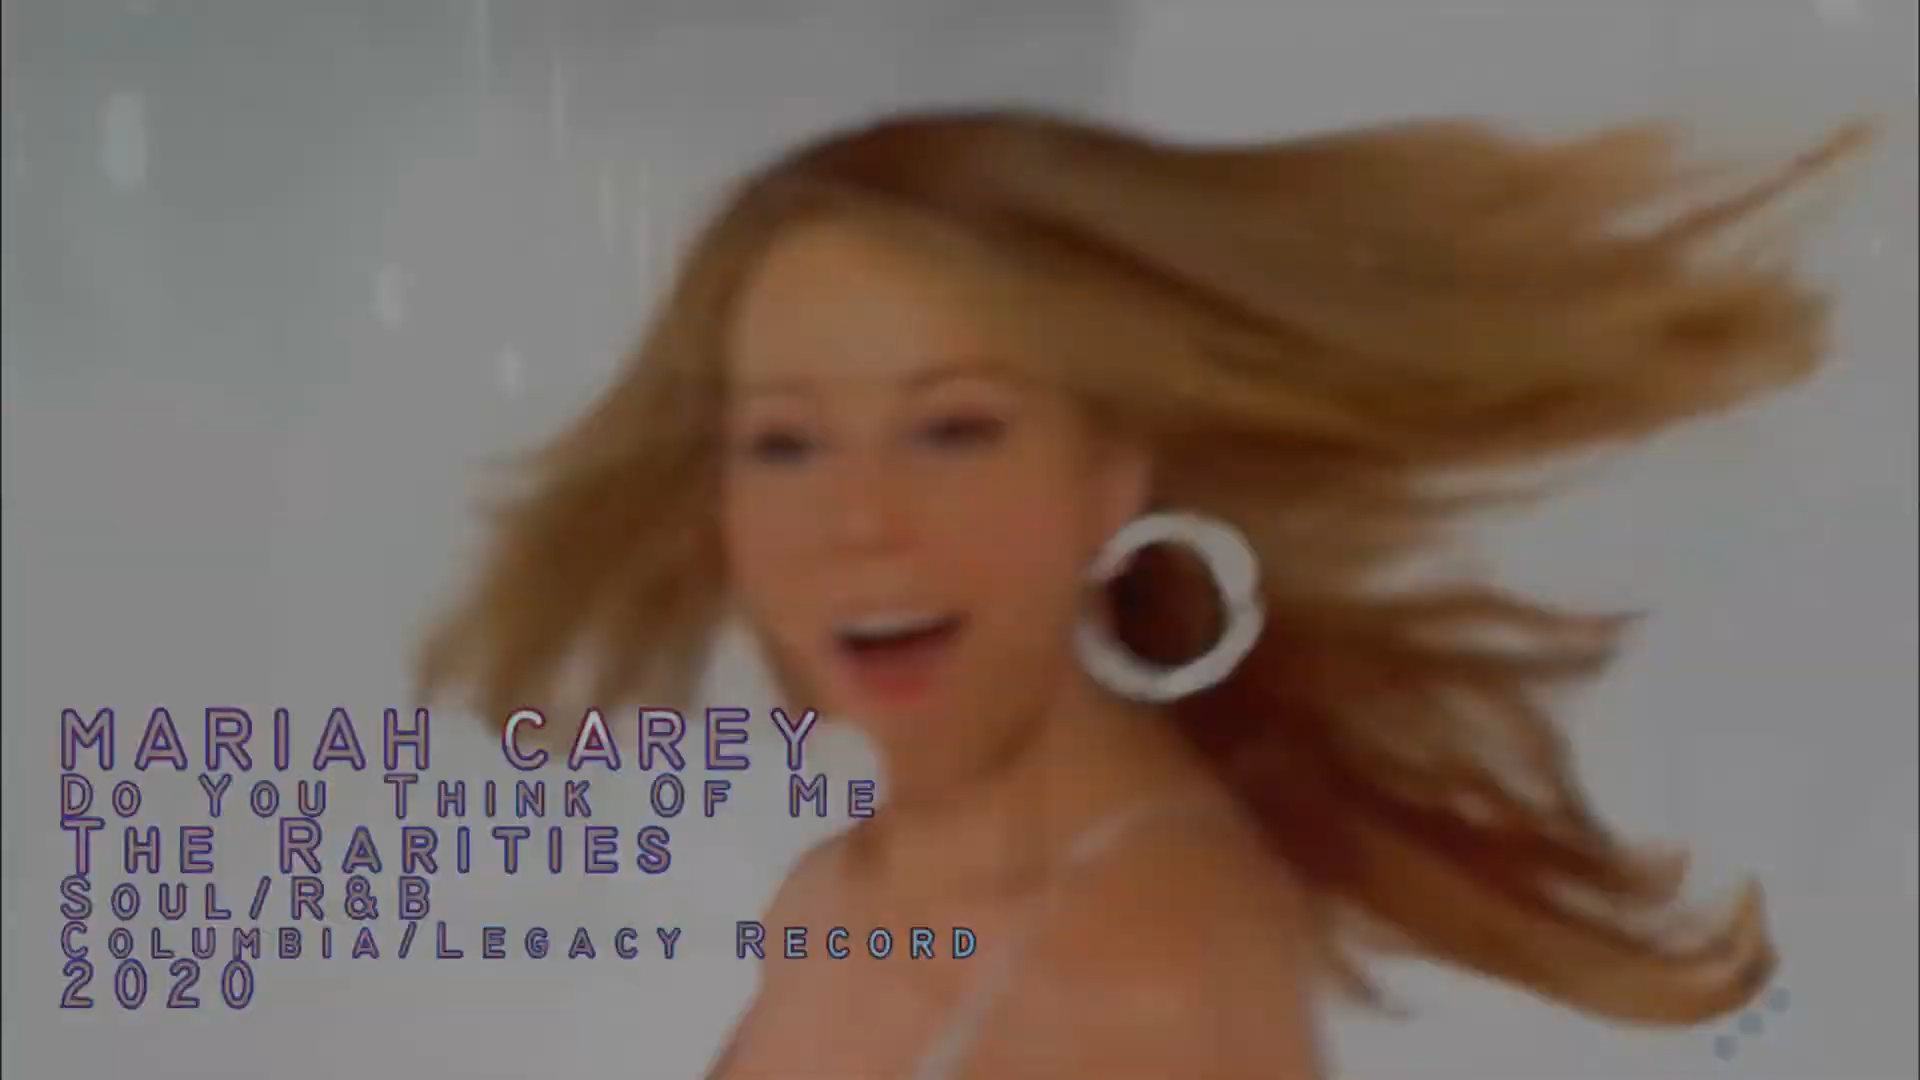 MARIAH CAREY
Do You Think Of Me
The Rarities
Soul/R&B
Columbia/Legacy Record
2020